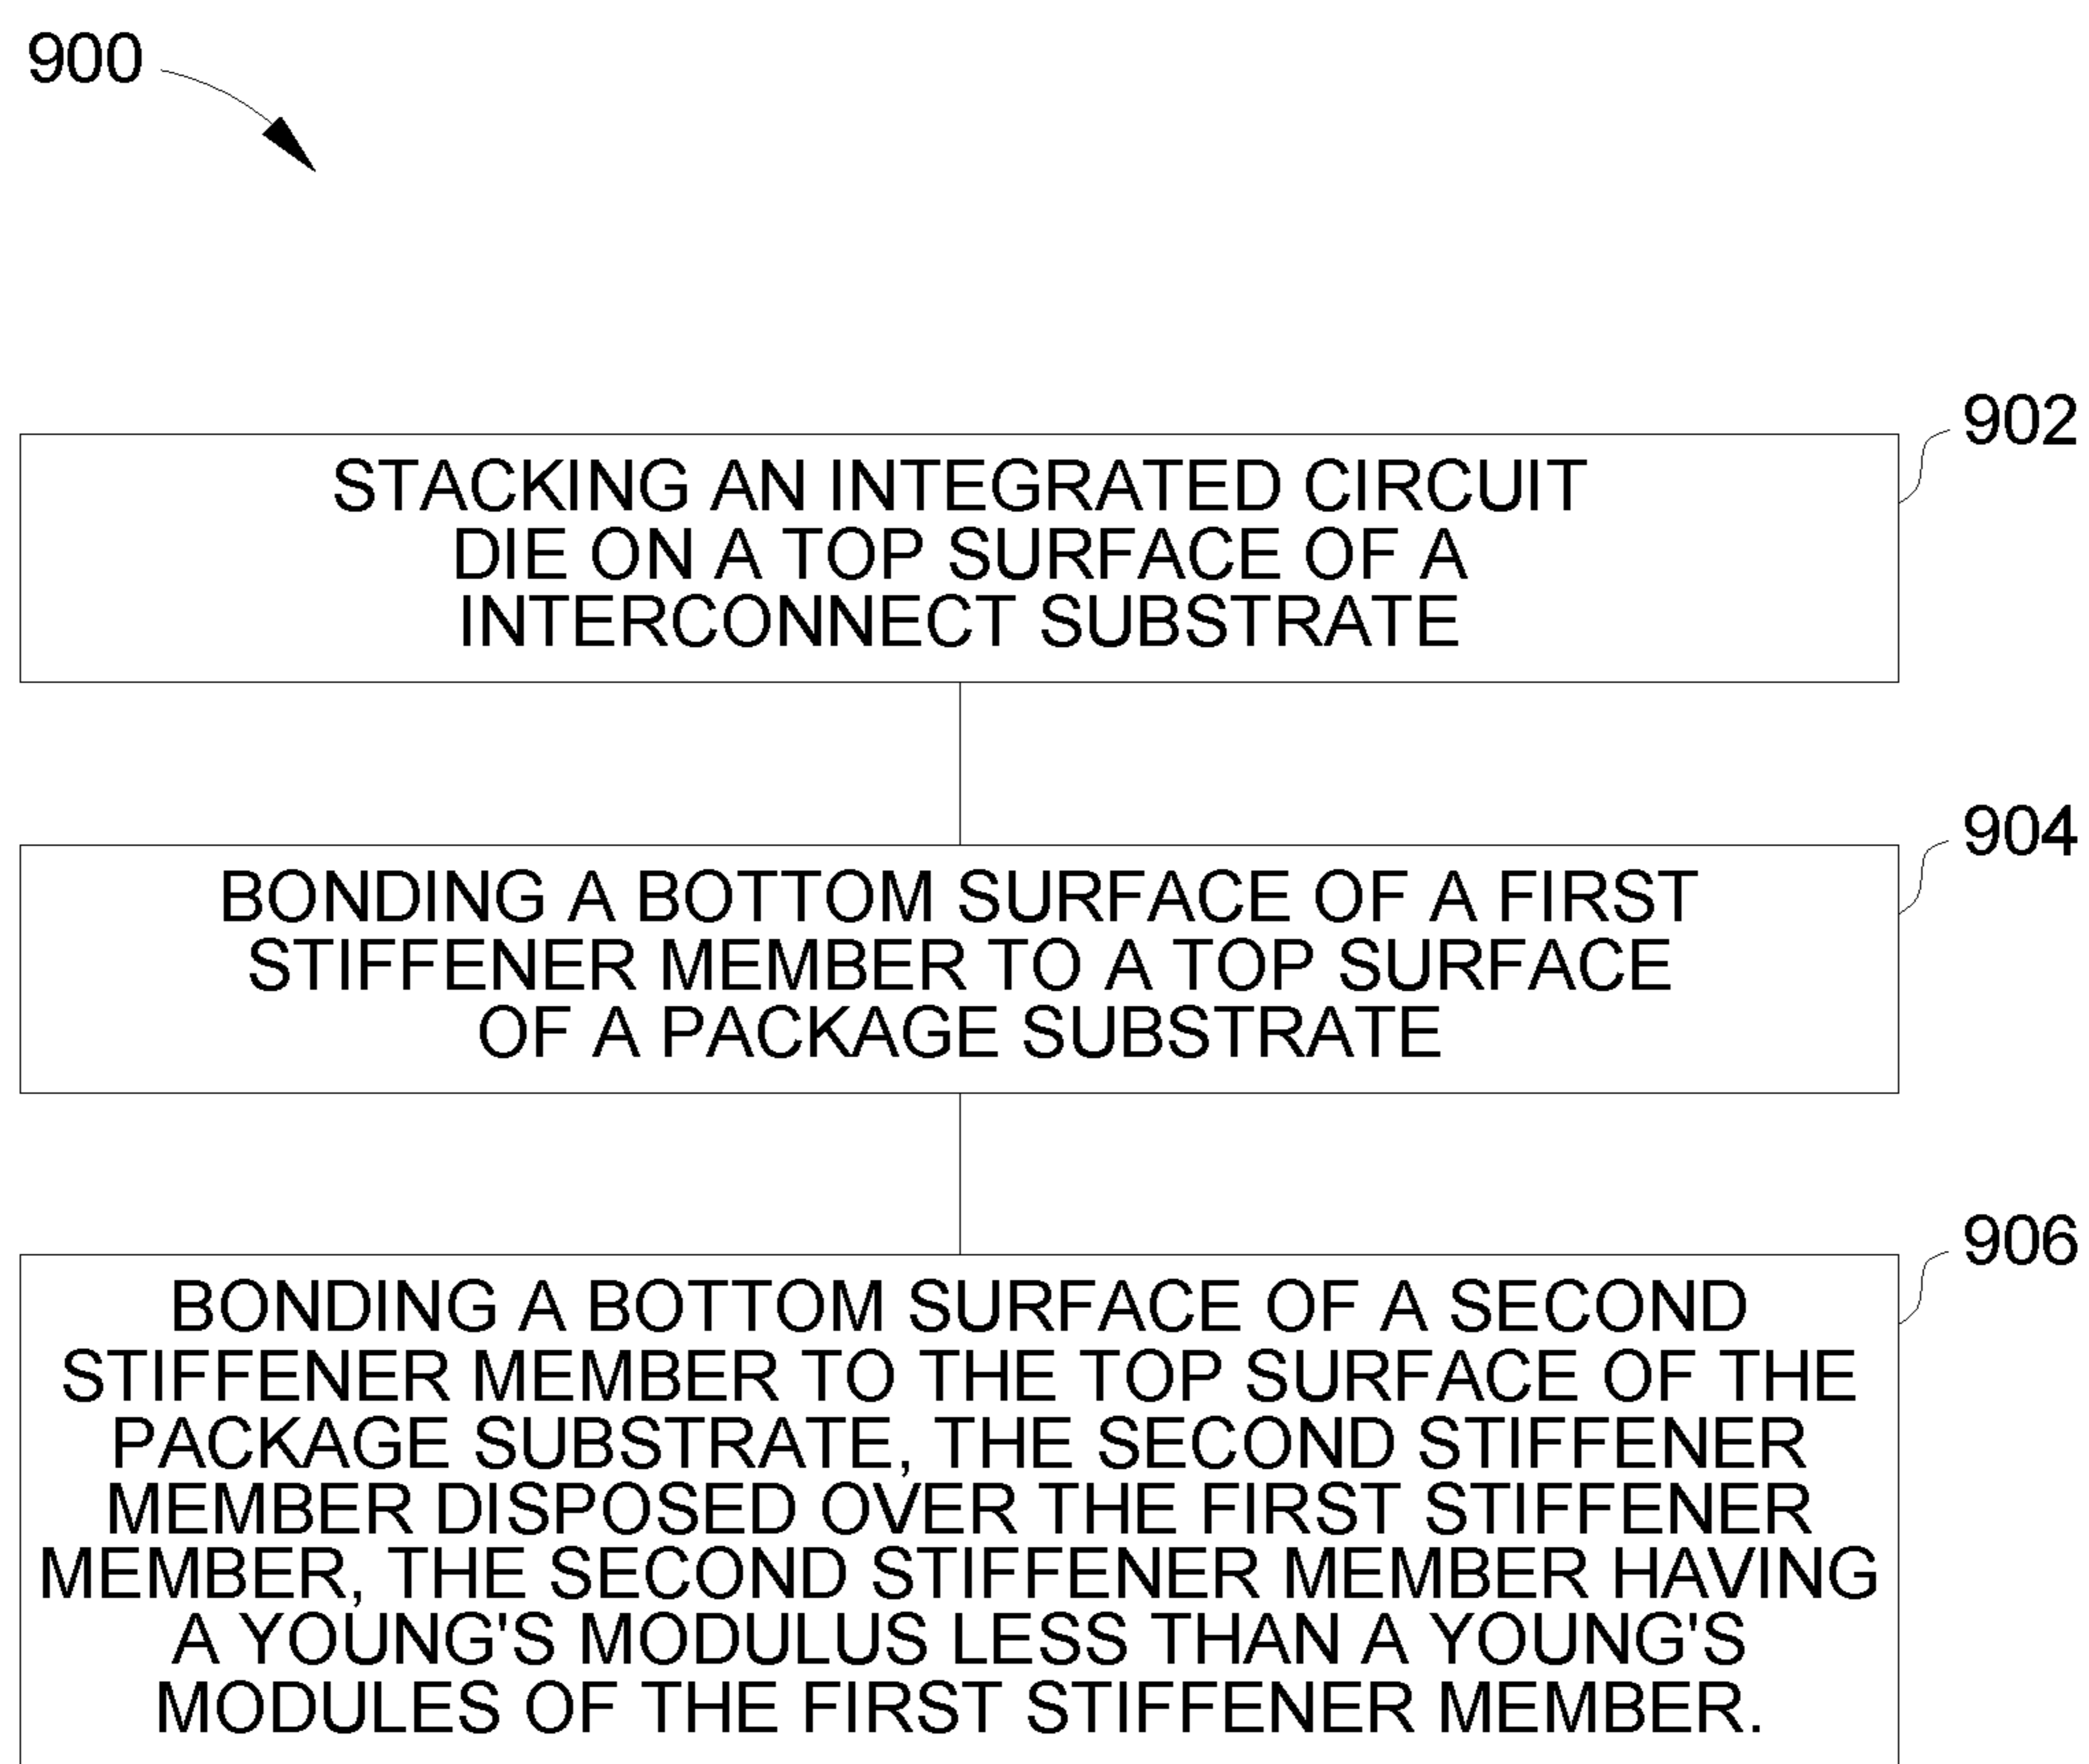 900
902
STACKING AN INTEGRATED CIRCUIT
DIE ON A TOP SURFACE OF A
INTERCONNECT SUBSTRATE
904
BONDING A BOTTOM SURFACE OF A FIRST
STIFFENER MEMBER TO A TOP SURFACE
OF A PACKAGE SUBSTRATE
906
BONDING A BOTTOM SURFACE OF A SECOND
STIFFENER MEMBER TO THE TOP SURFACE OF THE
PACKAGE SUBSTRATE, THE SECOND STIFFENER
MEMBER DISPOSED OVER THE FIRST STIFFENER
MEMBER, THE SECOND STIFFENER MEMBER HAVING
A YOUNG'S MODULUS LESS THAN A YOUNG'S
MODULES OF THE FIRST STIFFENER MEMBER.